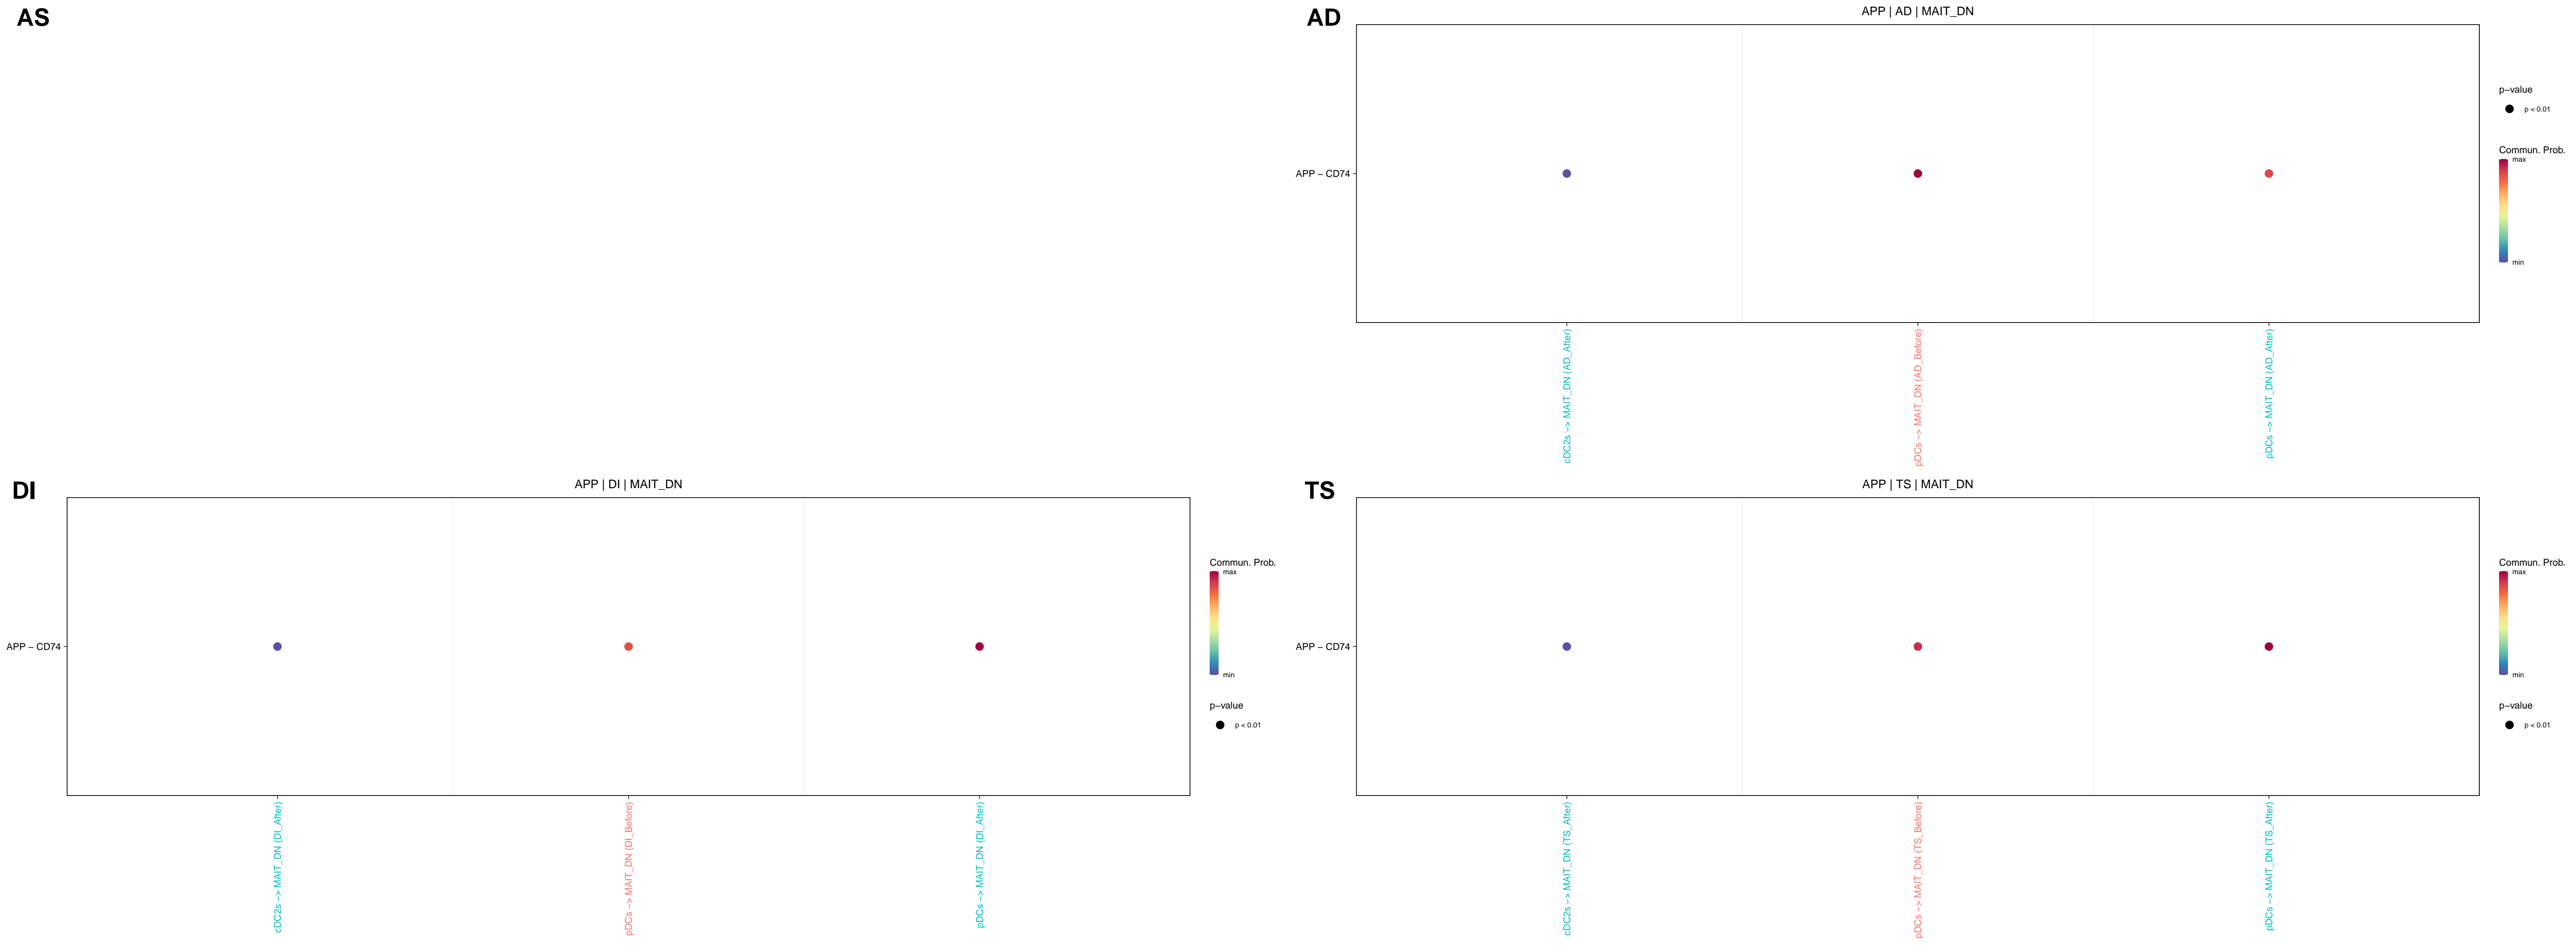 AS
AD
APP | AD | MAIT_DN
APP − CD74
p−value
p < 0.01
Commun. Prob.
max
min
cDC2s −> MAIT_DN (AD_After)
pDCs −> MAIT_DN (AD_Before)
pDCs −> MAIT_DN (AD_After)
DI
APP | DI | MAIT_DN
APP − CD74
Commun. Prob.
max
min
p−value
p < 0.01
cDC2s −> MAIT_DN (DI_After)
pDCs −> MAIT_DN (DI_Before)
pDCs −> MAIT_DN (DI_After)
TS
APP | TS | MAIT_DN
APP − CD74
Commun. Prob.
max
min
p−value
p < 0.01
cDC2s −> MAIT_DN (TS_After)
pDCs −> MAIT_DN (TS_Before)
pDCs −> MAIT_DN (TS_After)